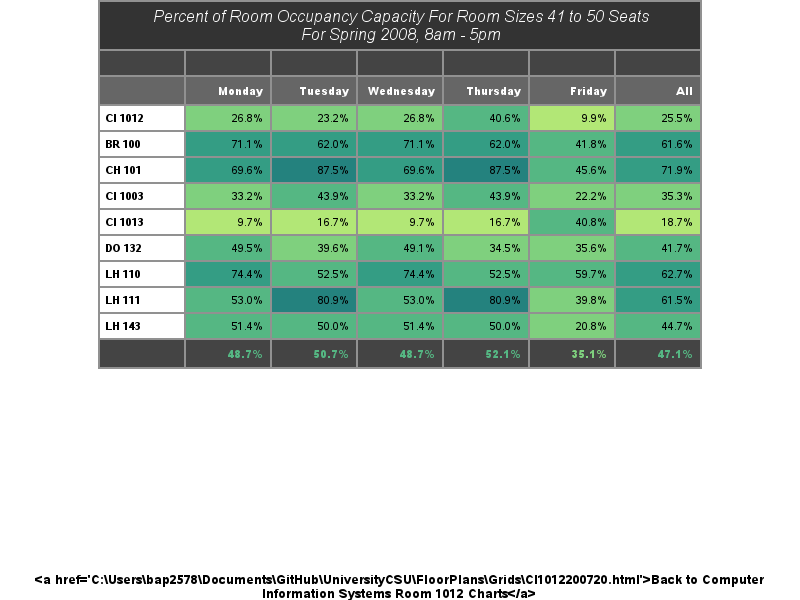 Percent of Room Occupancy Capacity For Room Sizes 41 to 50 Seats
For Spring 2008, 8am - 5pm
Monday Tuesday Wednesday Thursday Friday All
CI 1012 26.8% 23.2% 26.8% 40.6% 9.9% 25.5%
BR 100 71.1% 62.0% 71.1% 62.0% 41.8% 61.6%
CH 101 69.6% 87.5% 69.6% 87.5% 45.6% 71.9%
CI 1003 33.2% 43.9% 33.2% 43.9% 22.2% 35.3%
CI 1013 9.7% 16.7% 9.7% 16.7% 40.8% 18.7%
DO 132 49.5% 39.6% 49.1% 34.5% 35.6% 41.7%
LH 110 74.4% 52.5% 74.4% 52.5% 59.7% 62.7%
LH 111 53.0% 80.9% 53.0% 80.9% 39.8% 61.5%
LH 143 51.4% 50.0% 51.4% 50.0% 20.8% 44.7%
48.7% 50.7% 48.7% 52.1% 35.1% 47.1%
<a href='C:\Users\bap2578\Documents\GitHub\UniversityCSU\FloorPlans\Grids\CI1012200720.html'>Back to Computer
Information Systems Room 1012 Charts</a>